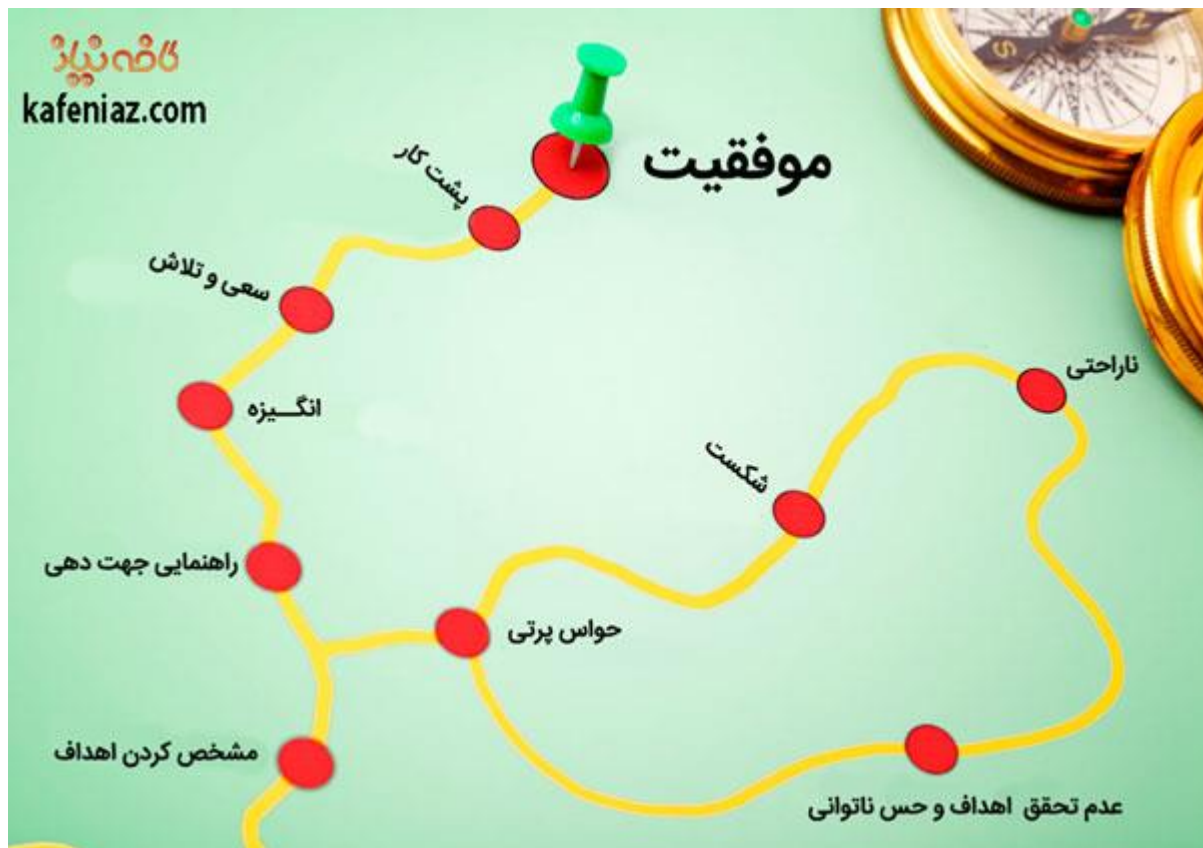 کافه نیاز
kafeniaz.com
موفقیت
پشت کار
سعی و تلاش
انگــیزه
ناراحتی
شکست
راهنمایی جهت دهی
حواس پرتی
مشخص کردن اهداف
عدم تحقق اهداف و حس ناتوانی
N
S